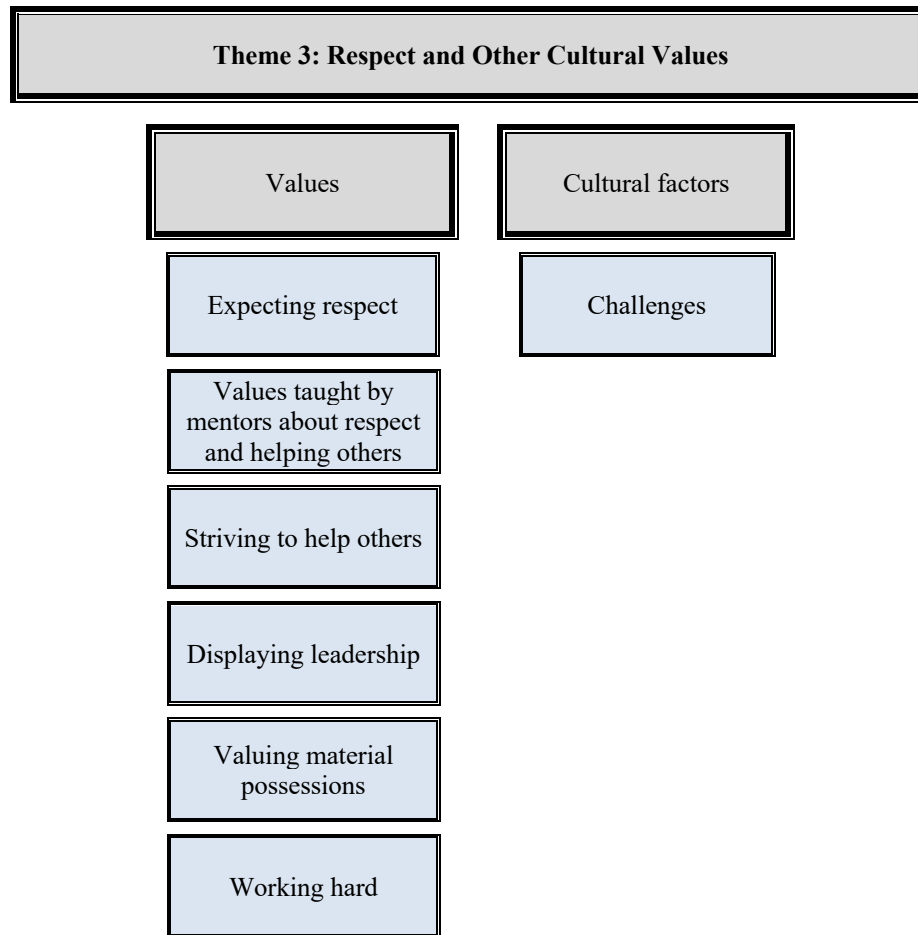 Theme 3: Respect and Other Cultural Values
Values
Cultural factors
Expecting respect
Challenges
Values taught by
mentors about respect
and helping others
Striving to help others
Displaying leadership
Valuing material
possessions
Working hard